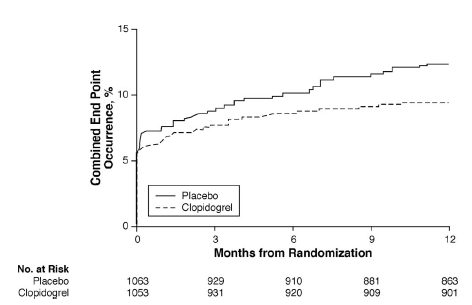 15
10
5
0
Combined End Point
Occurrence, %
Placebo
Clopidogrel
0 3 6 9 12
Months from Randomization
No. at Risk
Placebo 1063 929 910 881 863
Clopidogrel 1053 931 920 909 901